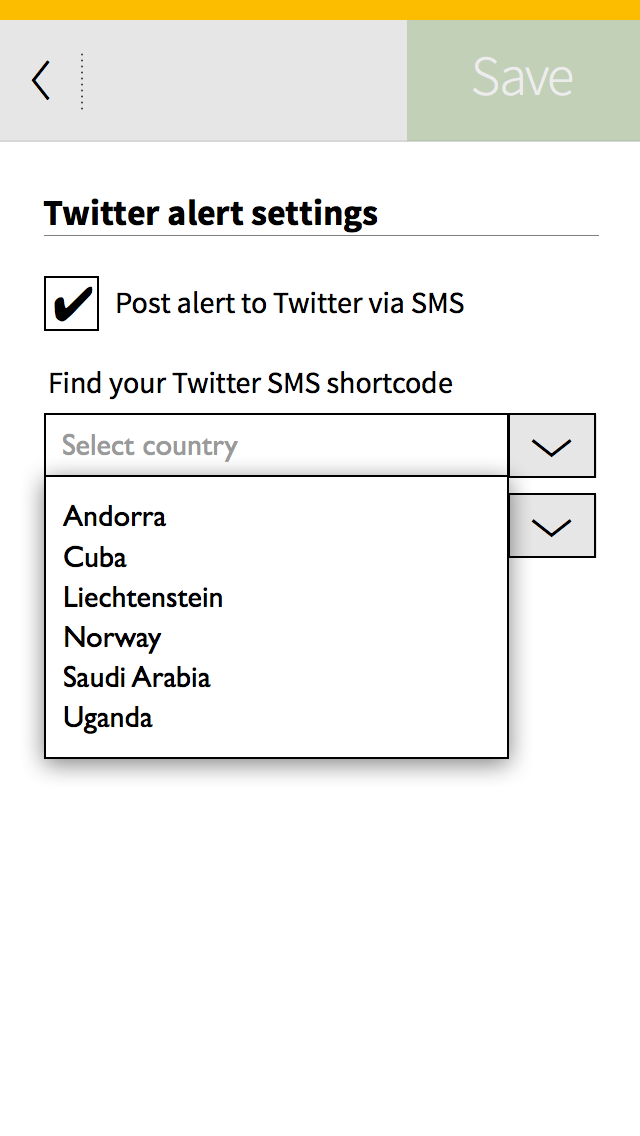 Save
Twitter alert settings
Post alert to Twitter via SMS
Find your Twitter SMS shortcode
Select country
Andorra
Cuba
Liechtenstein
Norway
Saudi Arabia
Uganda